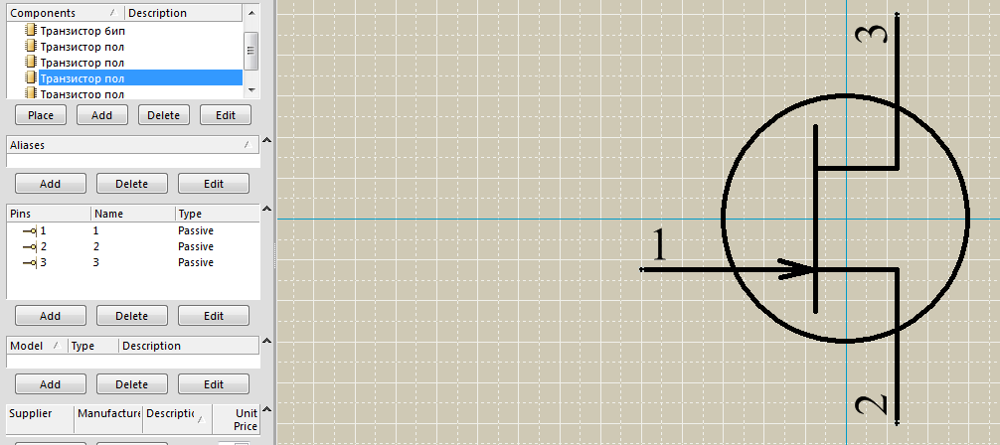 Components / Description
Транзистор бип
Транзистор пол
Транзистор пол
Транзистор пол
Транзистор пол
Place Add Delete Edit
Aliases /
Add Delete Edit
Pins Name Type
1 1 Passive
2 2 Passive
3 3 Passive
Add Delete Edit
Model / Type Description
Add Delete Edit
Supplier Manufacture Descriptic / Unit
Price
3
1
2